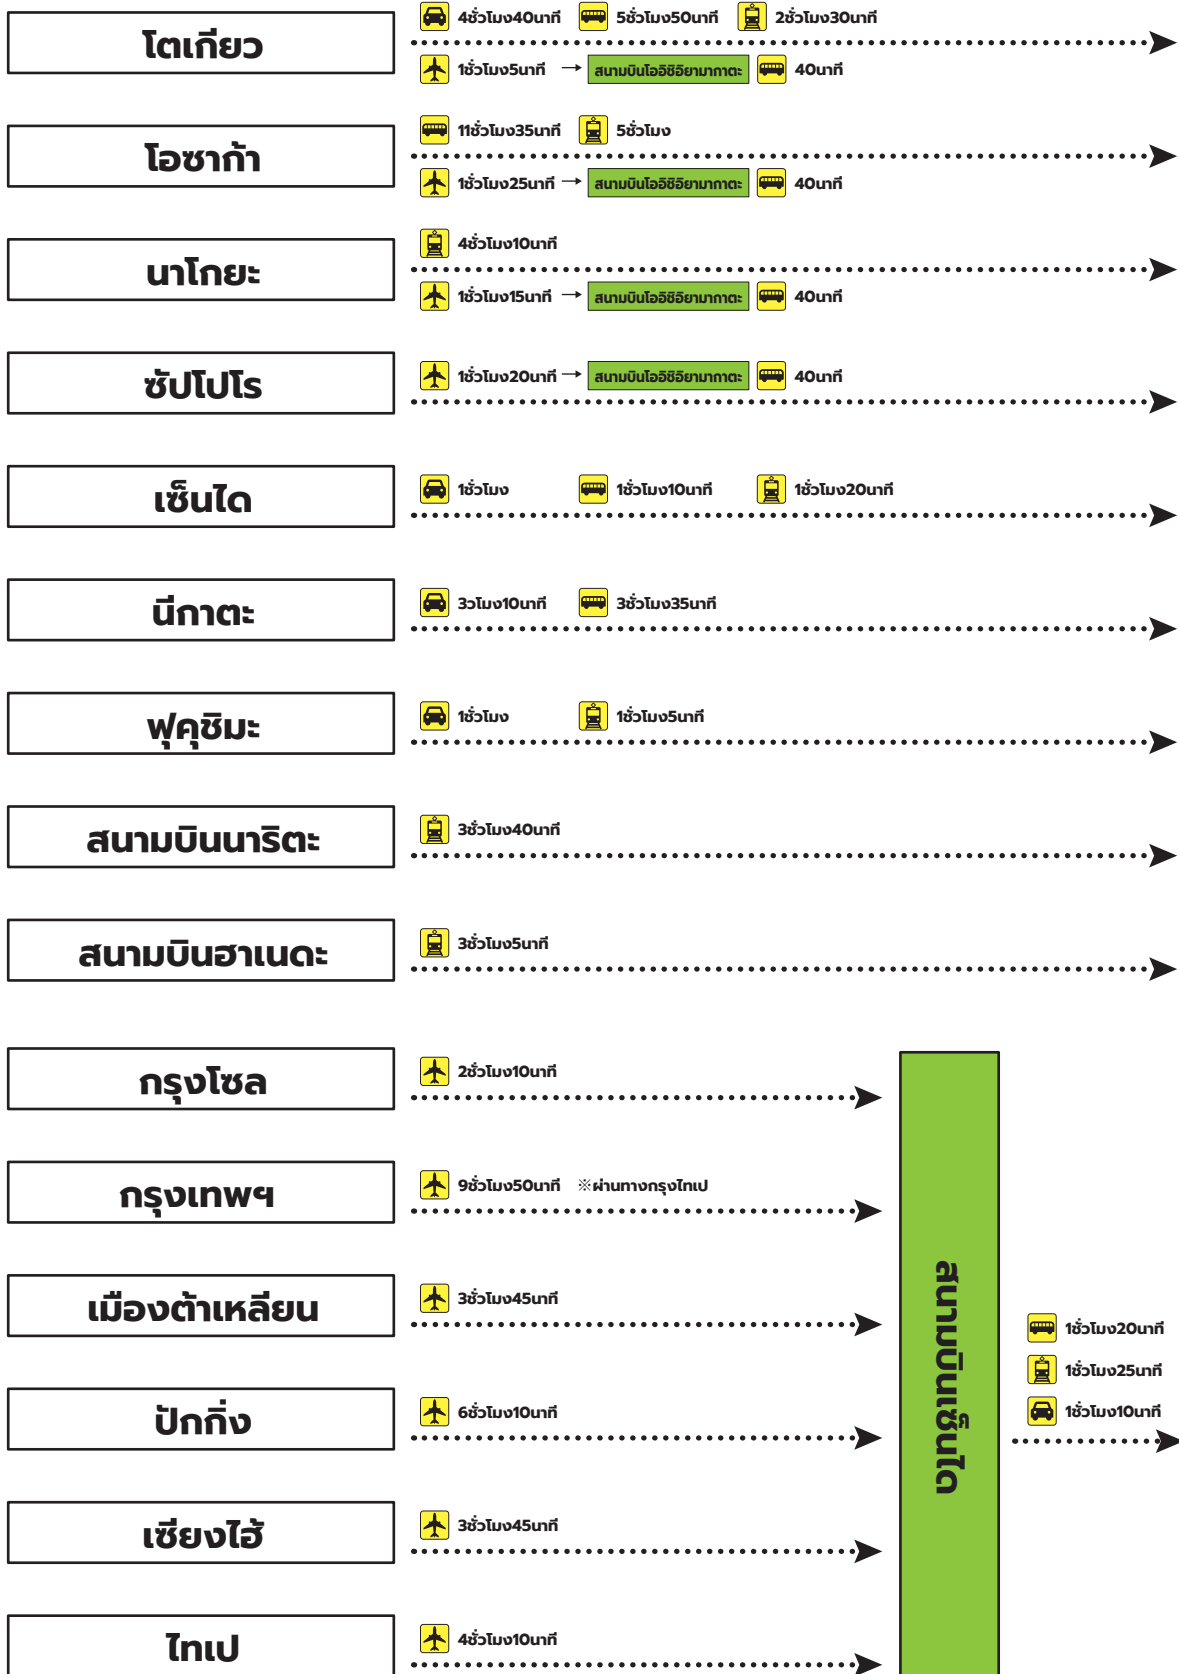 โตเกียว
4ชั่วโมง40นาที 5ชั่วโมง50นาที 2ชั่วโมง30นาที
1ชั่วโมง5นาที → สนามบินโออิชิอิยามากาตะ 40นาที
โอซาก้า
11ชั่วโมง35นาที 5ชั่วโมง
1ชั่วโมง25นาที → สนามบินโออิชิอิยามากาตะ 40นาที
นาโกยะ
4ชั่วโมง10นาที
1ชั่วโมง15นาที → สนามบินโออิชิอิยามากาตะ 40นาที
ซัปโปโร
1ชั่วโมง20นาที → สนามบินโออิชิอิยามากาตะ 40นาที
เซ็นได
1ชั่วโมง 1ชั่วโมง10นาที 1ชั่วโมง20นาที
นีกาตะ
3วโมง10นาที 3ชั่วโมง35นาที
ฟุคุชิมะ
1ชั่วโมง 1ชั่วโมง5นาที
สนามบินนาริตะ
3ชั่วโมง40นาที
สนามบินฮาเนดะ
3ชั่วโมง5นาที
กรุงโซล
2ชั่วโมง10นาที
กรุงเทพฯ
9ชั่วโมง50นาที ※ผ่านทางกรุงไทเป
เมืองต้าเหลียน
3ชั่วโมง45นาที
ปักกิ่ง
6ชั่วโมง10นาที
เซียงไฮ้
3ชั่วโมง45นาที
ไทเป
4ชั่วโมง10นาที
สนามบินเซ็นได
1ชั่วโมง20นาที
1ชั่วโมง25นาที
1ชั่วโมง10นาที